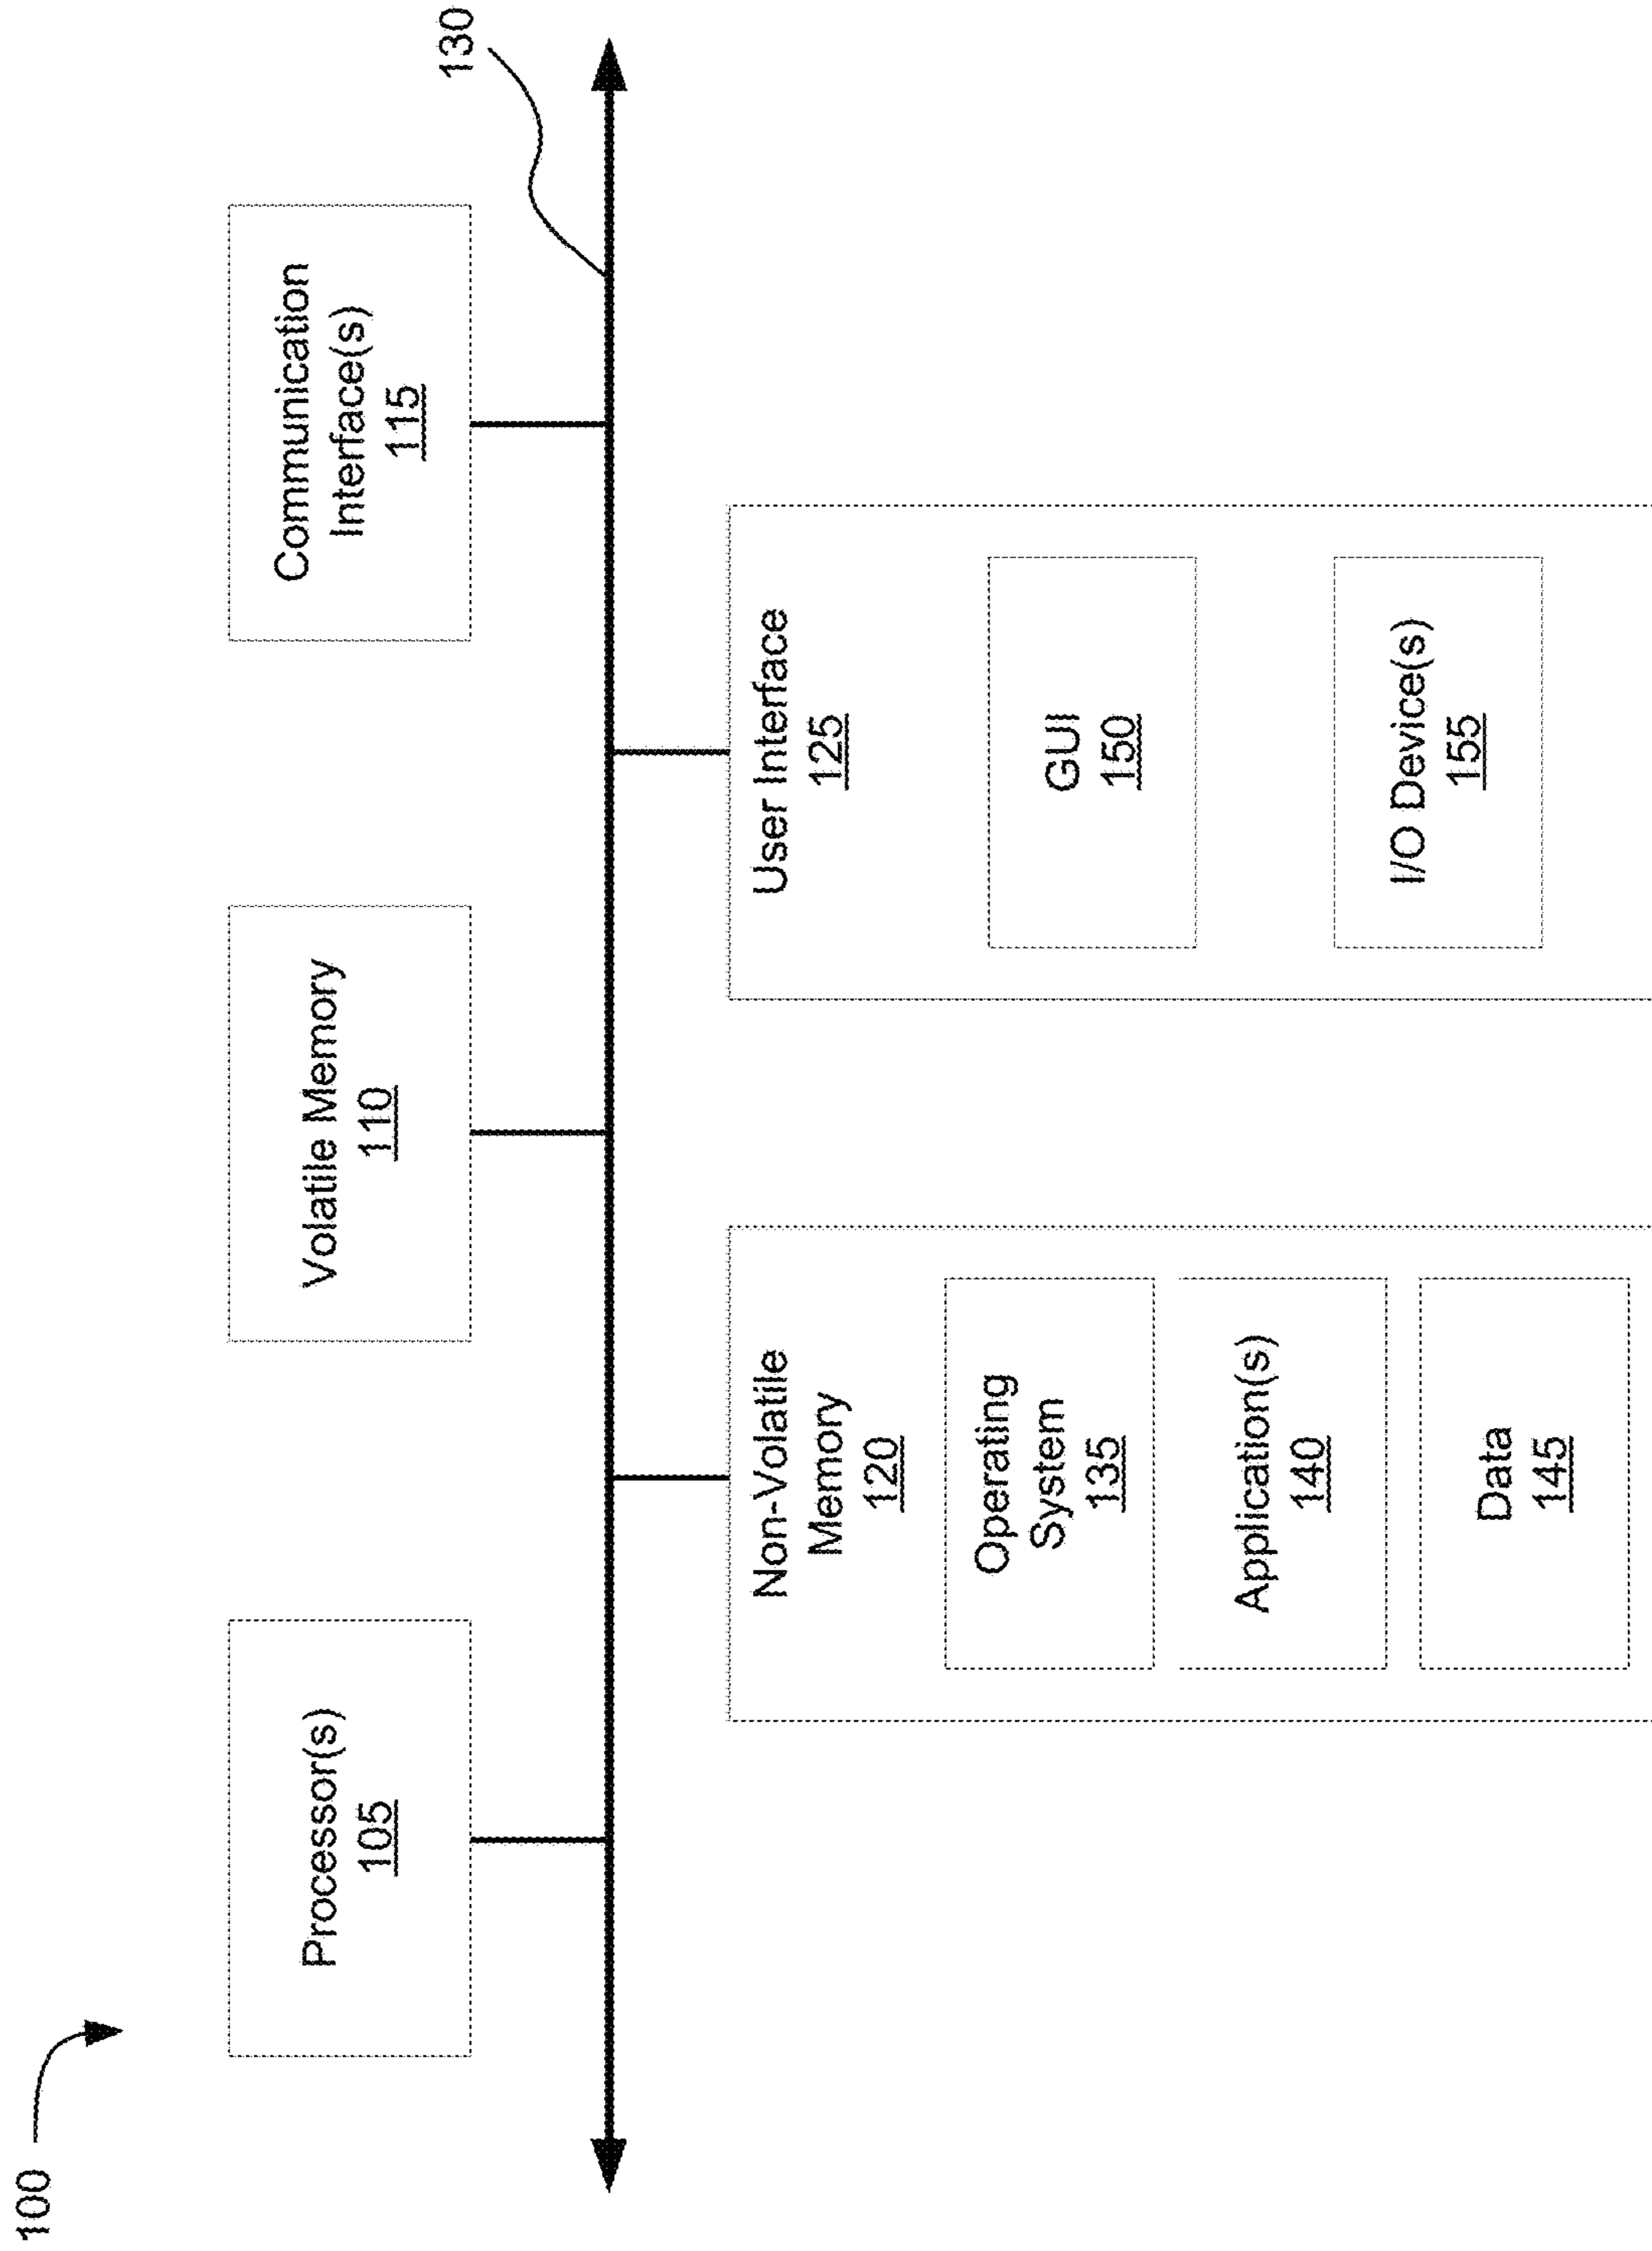 100
Processor(s)
105
Volatile Memory
110
Communication
Interface(s)
115
130
Non-Volatile
Memory
120
Operating
System
135
Application(s)
140
Data
145
User Interface
125
GUI
150
I/O Device(s)
155